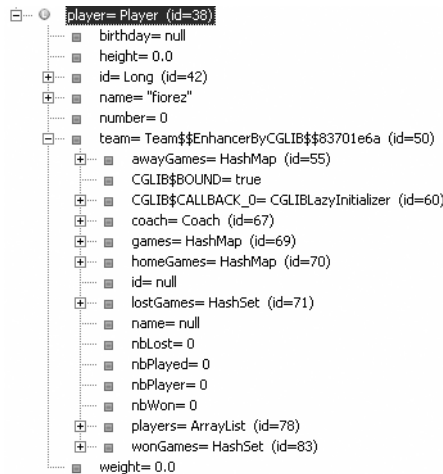 player= Player (id=38)
birthday= null
height= 0.0
id= Long (id=42)
name= "fiorez"
number= 0
team= Team$$EnhancerByCGLIB$$83701e6a (id=50)
awayGames= HashMap (id=55)
CGLIB$BOUND= true
CGLIB$CALLBACK_0= CGLIBLazyInitializer (id=60)
coach= Coach (id=67)
games= HashMap (id=69)
homeGames= HashMap (id=70)
id= null
lostGames= HashSet (id=71)
name= null
nbLost= 0
nbPlayed= 0
nbPlayer= 0
nbWon= 0
players= ArrayList (id=78)
wonGames= HashSet (id=83)
weight= 0.0